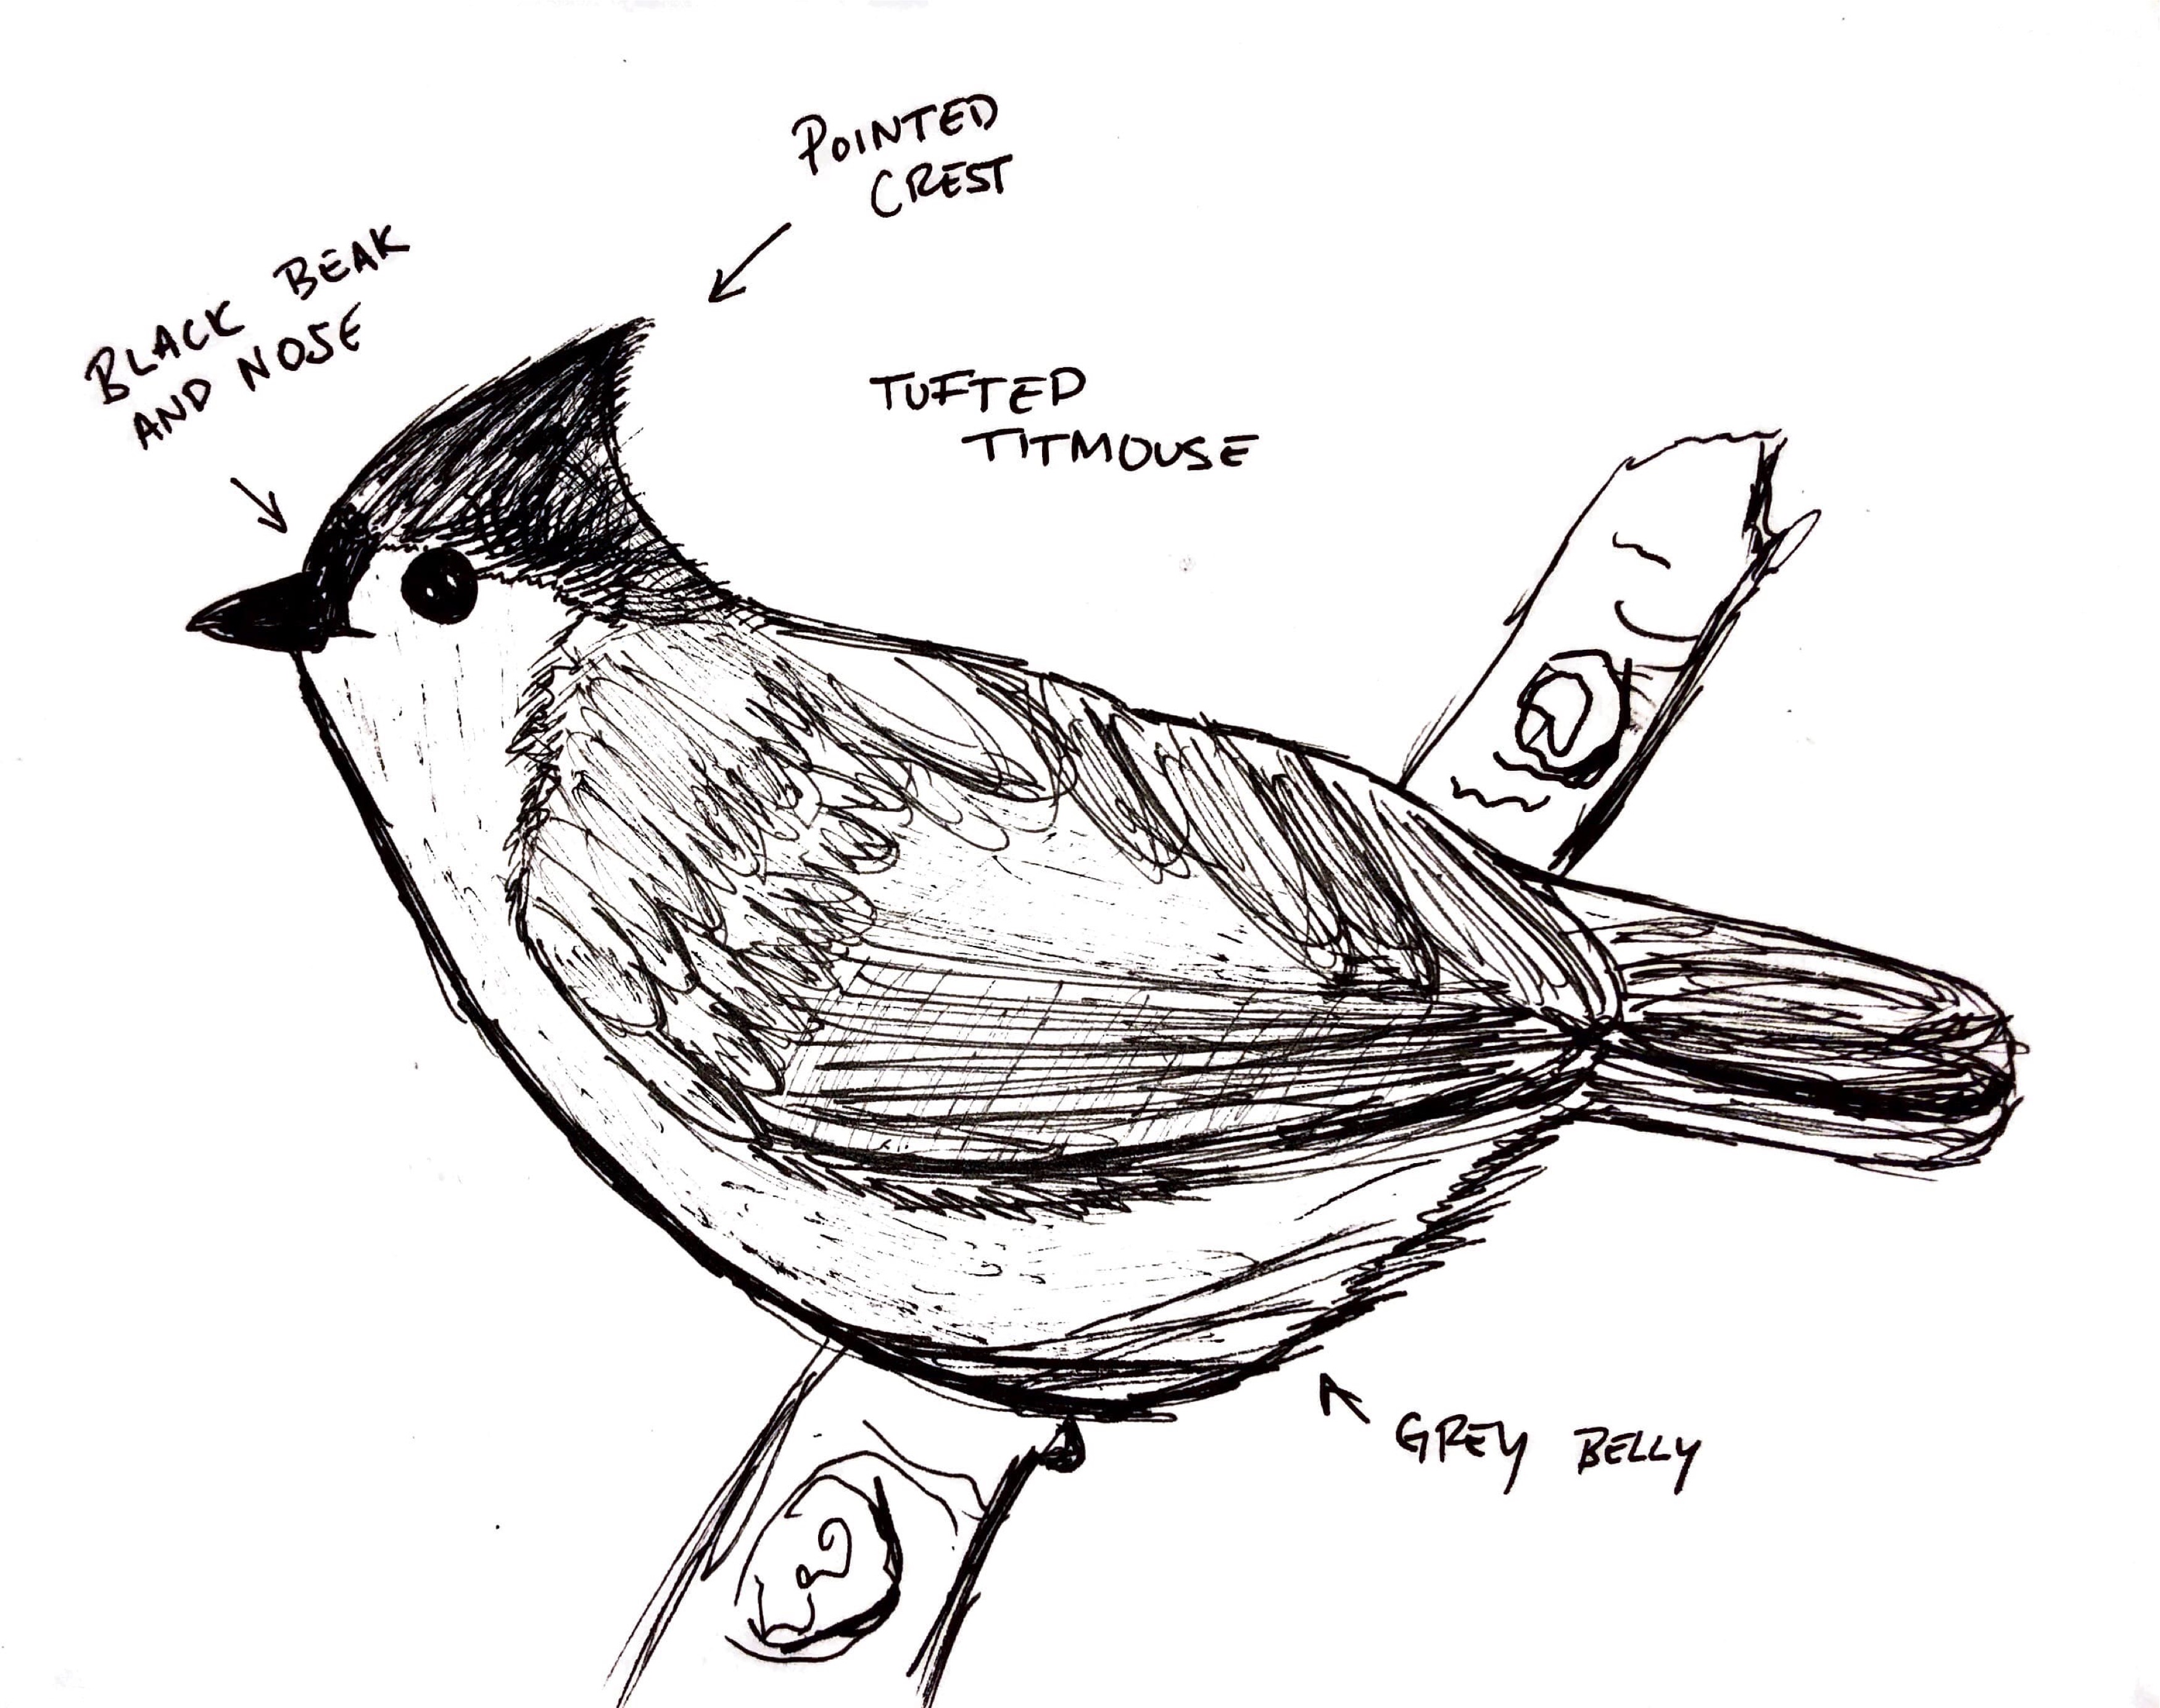 POINTED
CREST
BLACK BEAK
AND NOSE
TUFTED
TITMOUSE
GREY BELLY